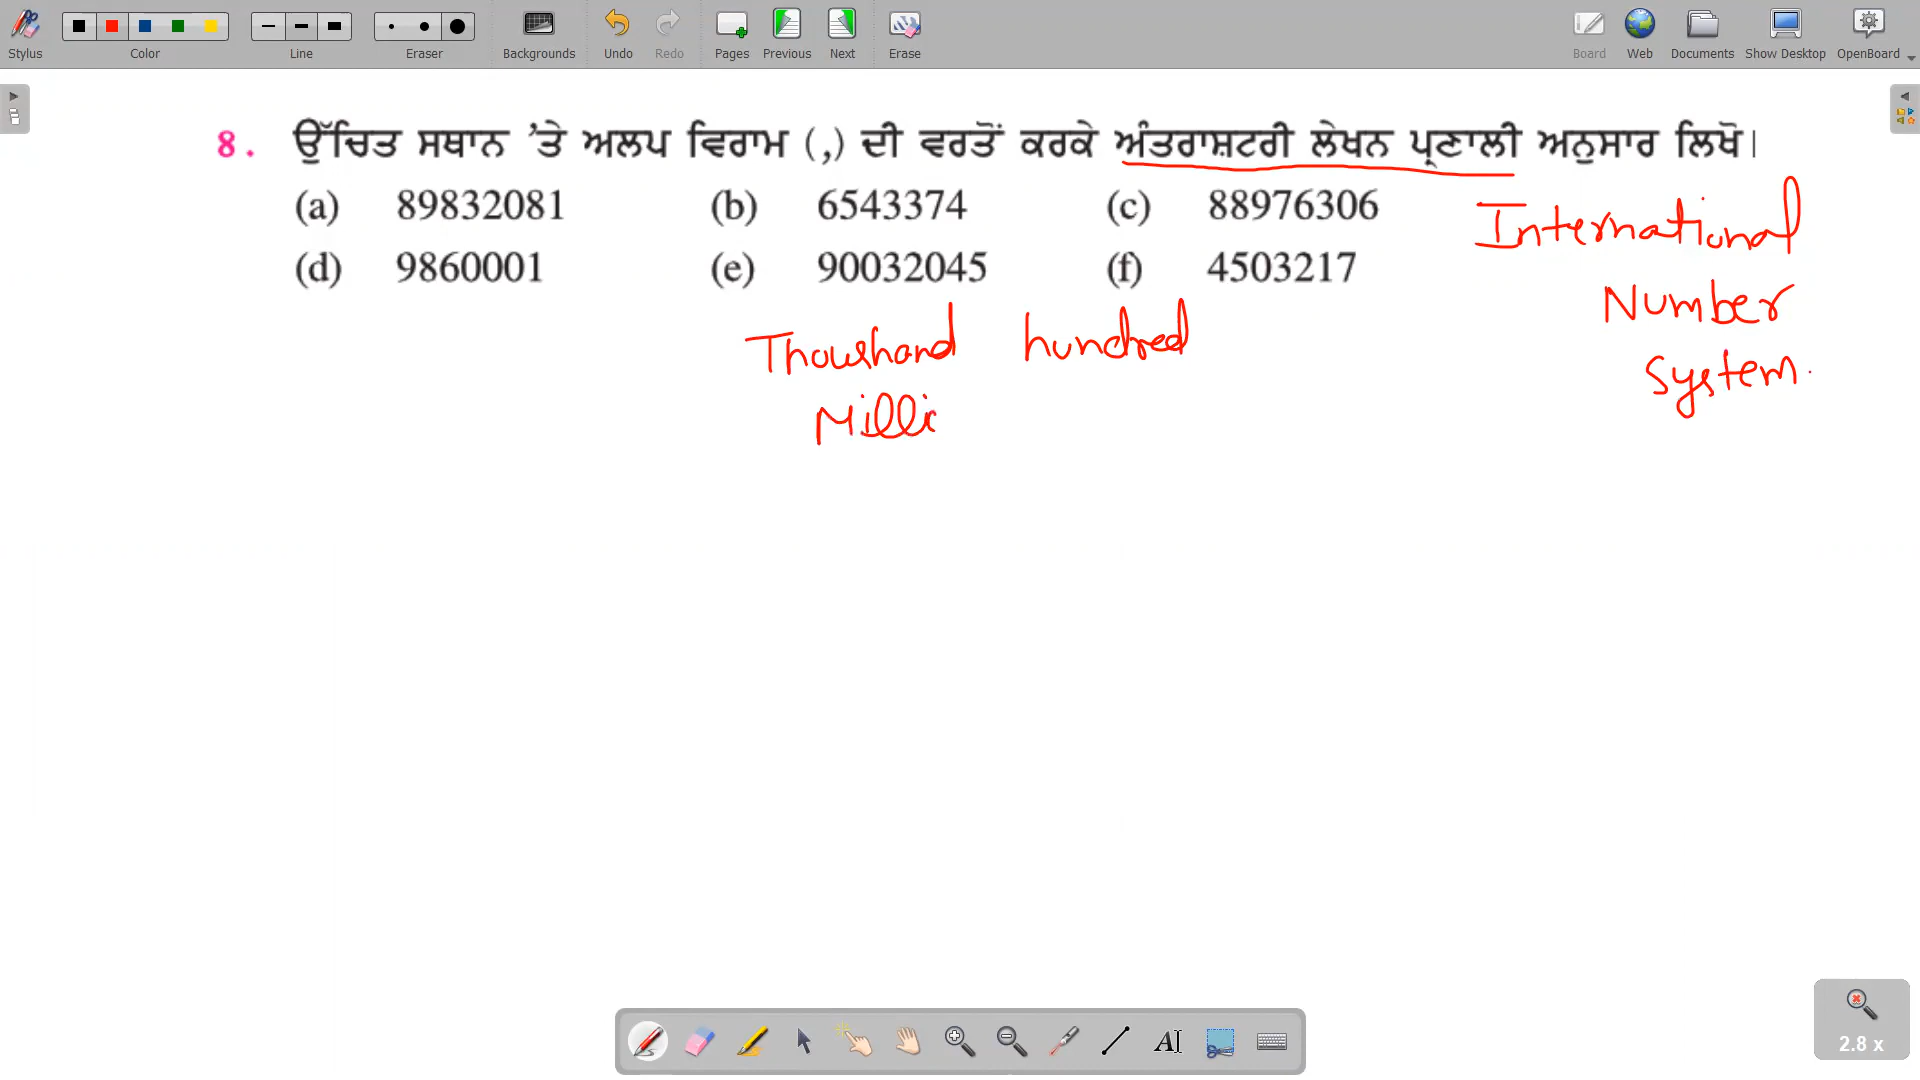 Stylus Color Line Eraser Backgrounds Undo Redo Pages Previous Next Erase Board Web Documents Show Desktop OpenBoard
8. ਉੱਚਿਤ ਸਥਾਨ 'ਤੇ ਅਲਪ ਵਿਰਾਮ (,) ਦੀ ਵਰਤੋਂ ਕਰਕੇ ਅੰਤਰਾਸ਼ਟਰੀ ਲੇਖਨ ਪ੍ਰਣਾਲੀ ਅਨੁਸਾਰ ਲਿਖੋ।
(a) 89832081 (b) 6543374 (c) 88976306
International
(d) 9860001 (e) 90032045 (f) 4503217
Number
Thoushand hundred
System.
Milli
2.8 x